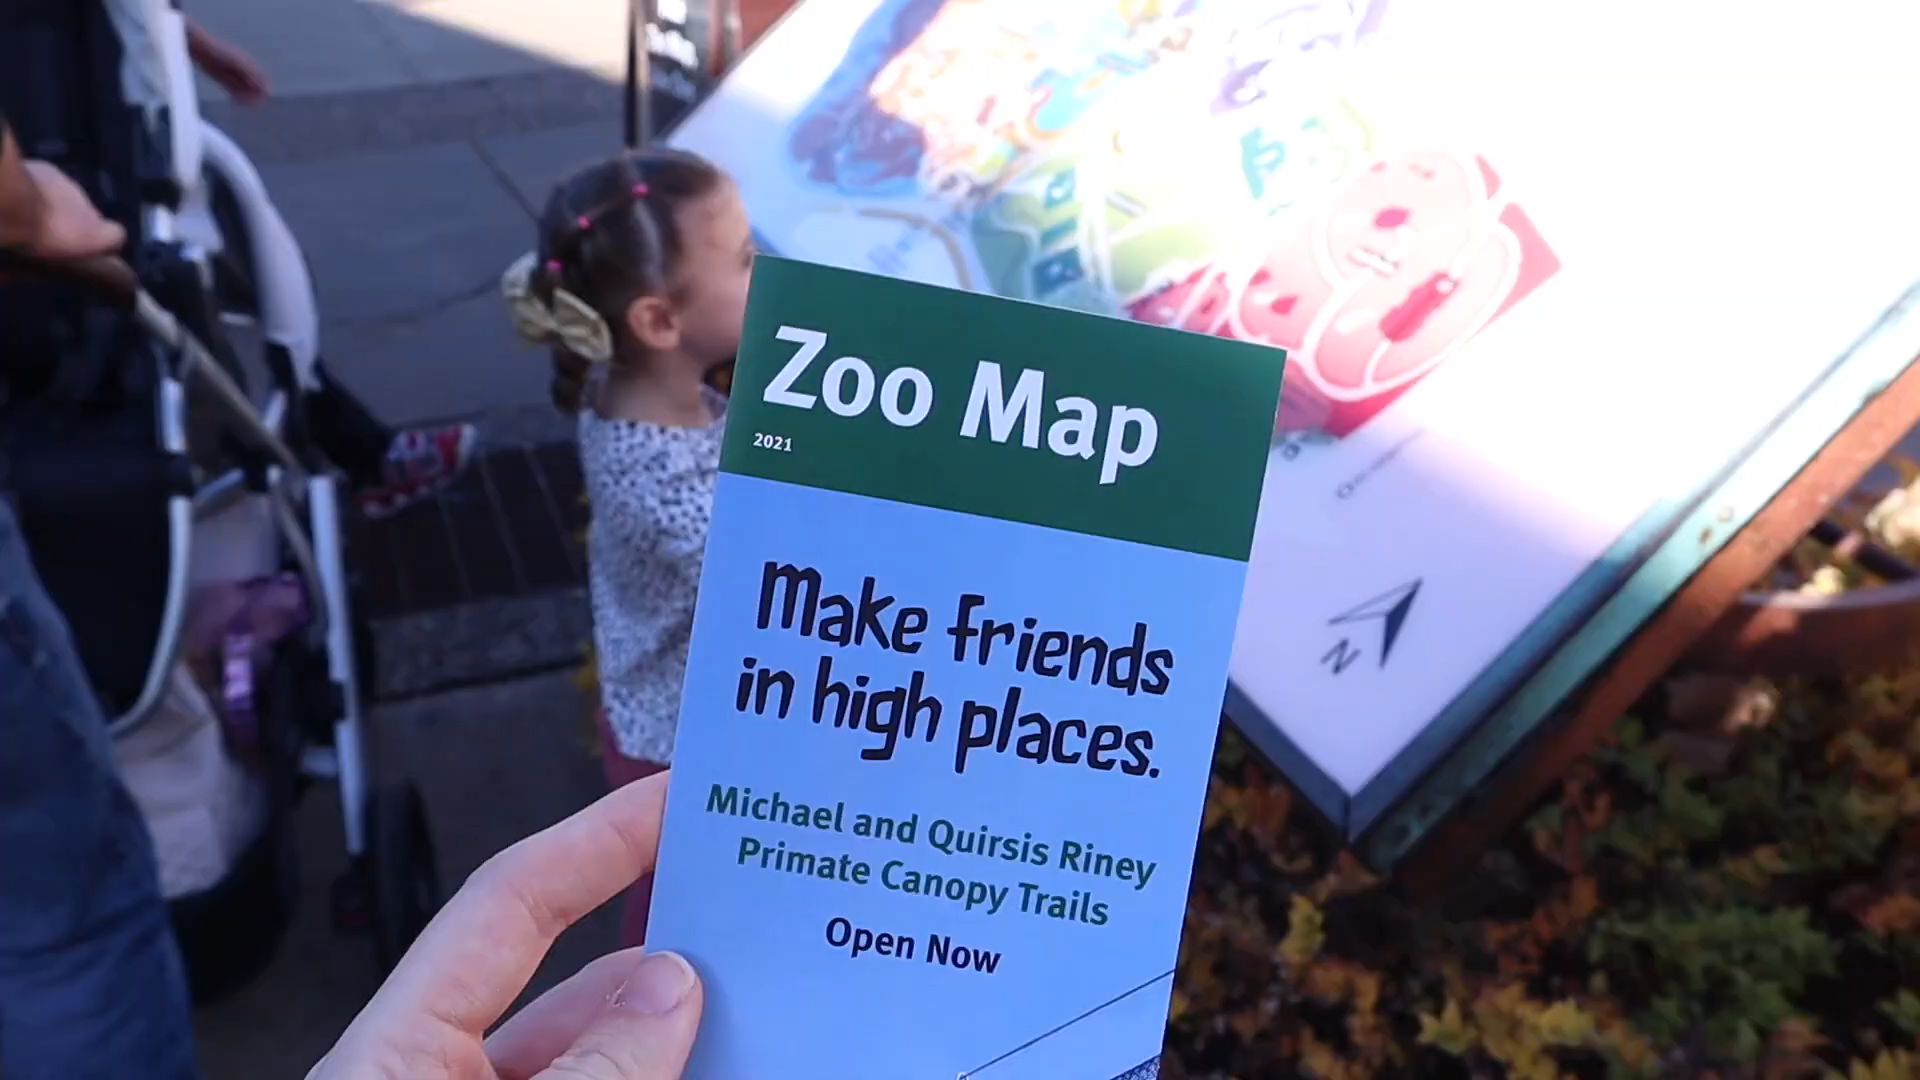 Zoo Map
2021
Make friends
in high places.
Michael and Quirsis Riney
Primate Canopy Trails
Open Now
N